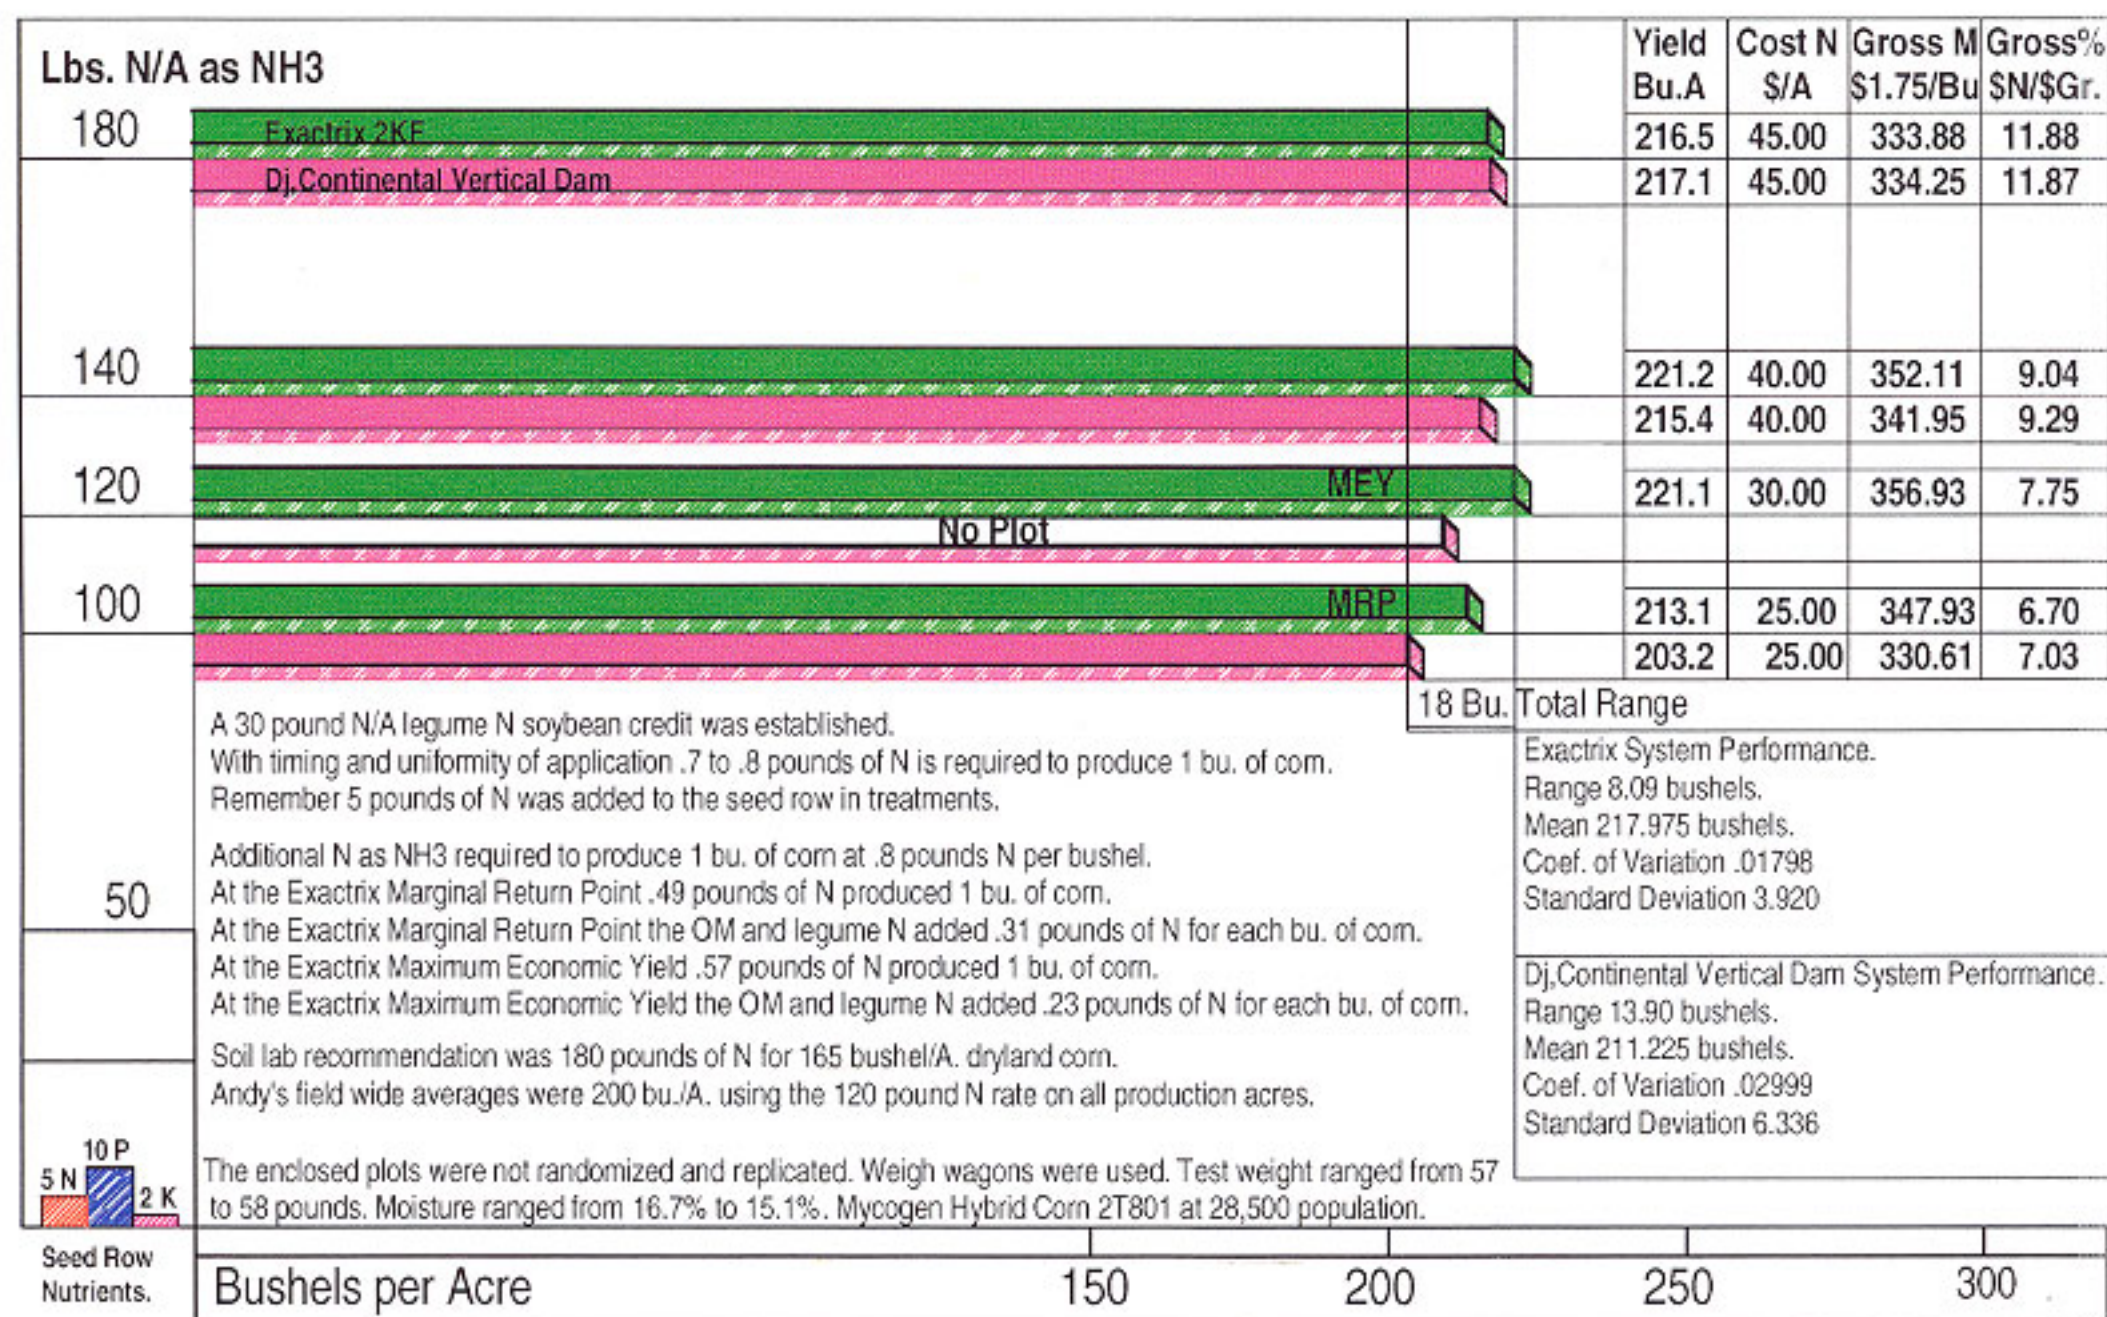 Lbs. N/A as NH3
Yield Cost N Gross M Gross%
Bu.A $/A $1.75/Bu $N/$Gr.
180 Exactrix 2KE 216.5 45.00 333.88 11.88
Dj,Continental Vertical Dam 217.1 45.00 334.25 11.87
140 221.2 40.00 352.11 9.04
215.4 40.00 341.95 9.29
120 MEY 221.1 30.00 356.93 7.75
No Plot
100 MRP 213.1 25.00 347.93 6.70
203.2 25.00 330.61 7.03
18 Bu. Total Range
A 30 pound N/A legume N soybean credit was established.
With timing and uniformity of application .7 to .8 pounds of N is required to produce 1 bu. of corn.
Remember 5 pounds of N was added to the seed row in treatments.
Additional N as NH3 required to produce 1 bu. of corn at .8 pounds N per bushel.
At the Exactrix Marginal Return Point .49 pounds of N produced 1 bu. of corn.
At the Exactrix Marginal Return Point the OM and legume N added .31 pounds of N for each bu. of corn.
At the Exactrix Maximum Economic Yield .57 pounds of N produced 1 bu. of corn.
At the Exactrix Maximum Economic Yield the OM and legume N added .23 pounds of N for each bu. of corn.
Soil lab recommendation was 180 pounds of N for 165 bushel/A. dryland corn.
Andy's field wide averages were 200 bu./A. using the 120 pound N rate on all production acres.
The enclosed plots were not randomized and replicated. Weigh wagons were used. Test weight ranged from 57
to 58 pounds. Moisture ranged from 16.7% to 15.1%. Mycogen Hybrid Corn 2T801 at 28,500 population.
Exactrix System Performance.
Range 8.09 bushels.
Mean 217.975 bushels.
Coef. of Variation .01798
Standard Deviation 3.920
Dj,Continental Vertical Dam System Performance.
Range 13.90 bushels.
Mean 211.225 bushels.
Coef. of Variation .02999
Standard Deviation 6.336
50
10 P
5 N
2 K
Seed Row
Nutrients.
Bushels per Acre 150 200 250 300